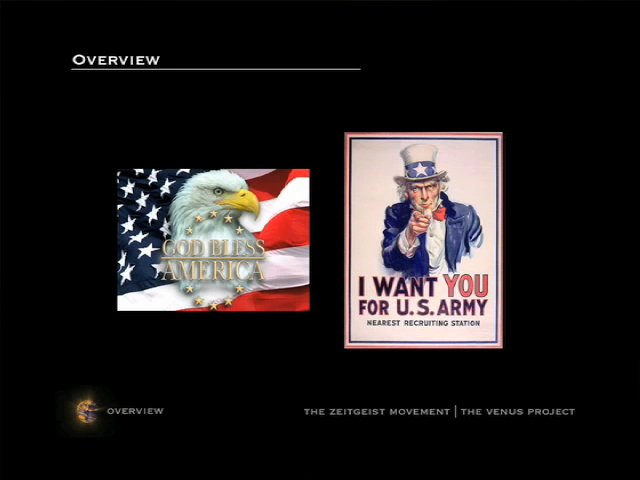 OVERVIEW
GOD BLESS
AMERICA
I WANT YOU
FOR U.S. ARMY
NEAREST RECRUITING STATION
OVERVIEW
THE ZEITGEIST MOVEMENT | THE VENUS PROJECT